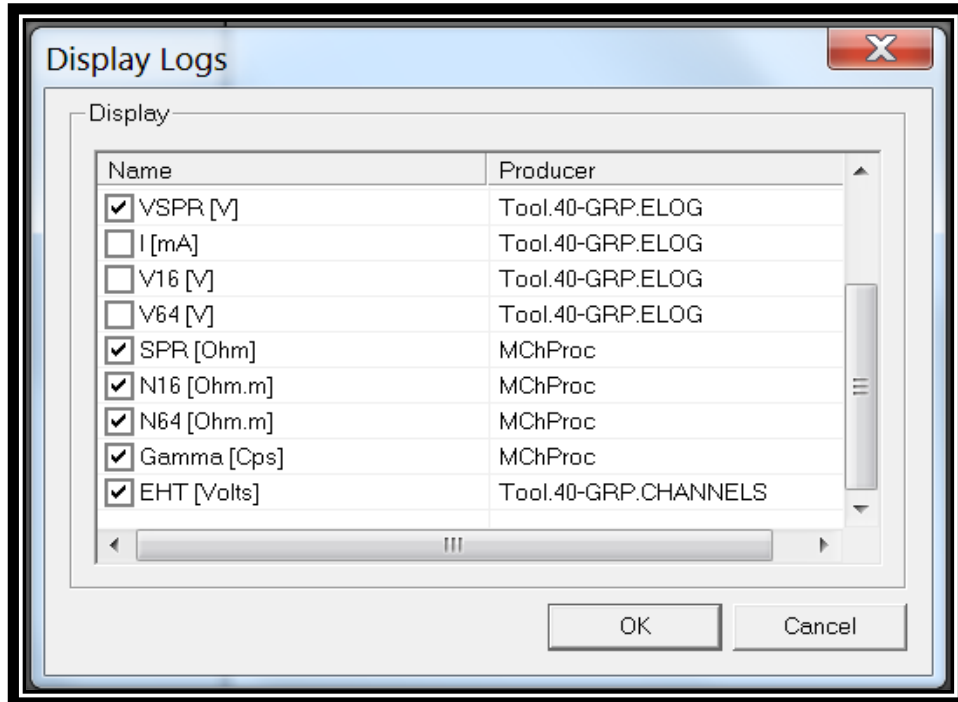 Display Logs
Display
Name Producer
VSPR [V] Tool.40-GRP.ELOG
I [mA] Tool.40-GRP.ELOG
V16 [V] Tool.40-GRP.ELOG
V64 [V] Tool.40-GRP.ELOG
SPR [Ohm] MChProc
N16 [Ohm.m] MChProc
N64 [Ohm.m] MChProc
Gamma [Cps] MChProc
EHT [Volts] Tool.40-GRP.CHANNELS
OK Cancel